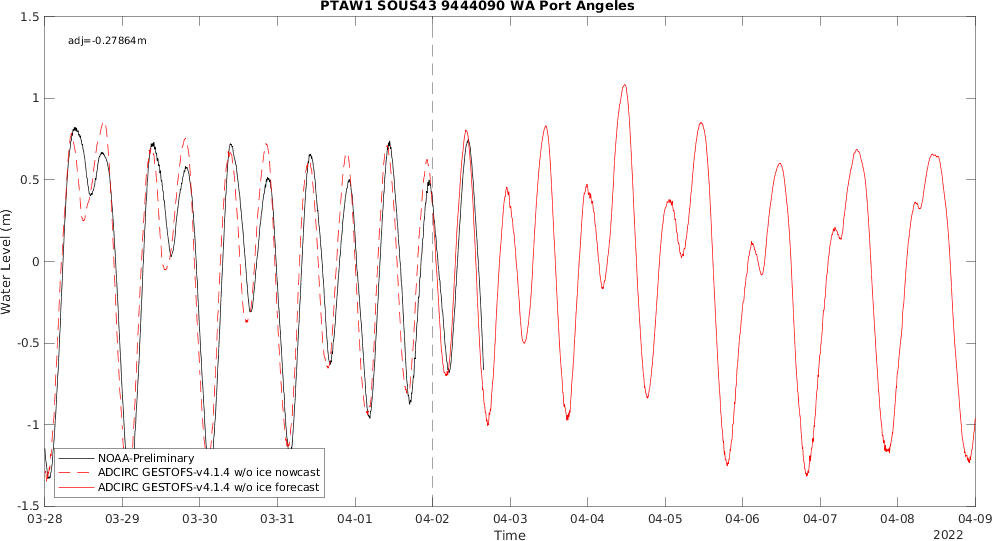 PTAW1 SOUS43 9444090 WA Port Angeles
adj=-0.27864m
1.5
1
0.5
0
-0.5
-1
-1.5
Water Level (m)
NOAA-Preliminary
ADCIRC GESTOFS-v4.1.4 w/o ice nowcast
ADCIRC GESTOFS-v4.1.4 w/o ice forecast
03-28 03-29 03-30 03-31 04-01 04-02 04-03 04-04 04-05 04-06 04-07 04-08 04-09
Time
2022